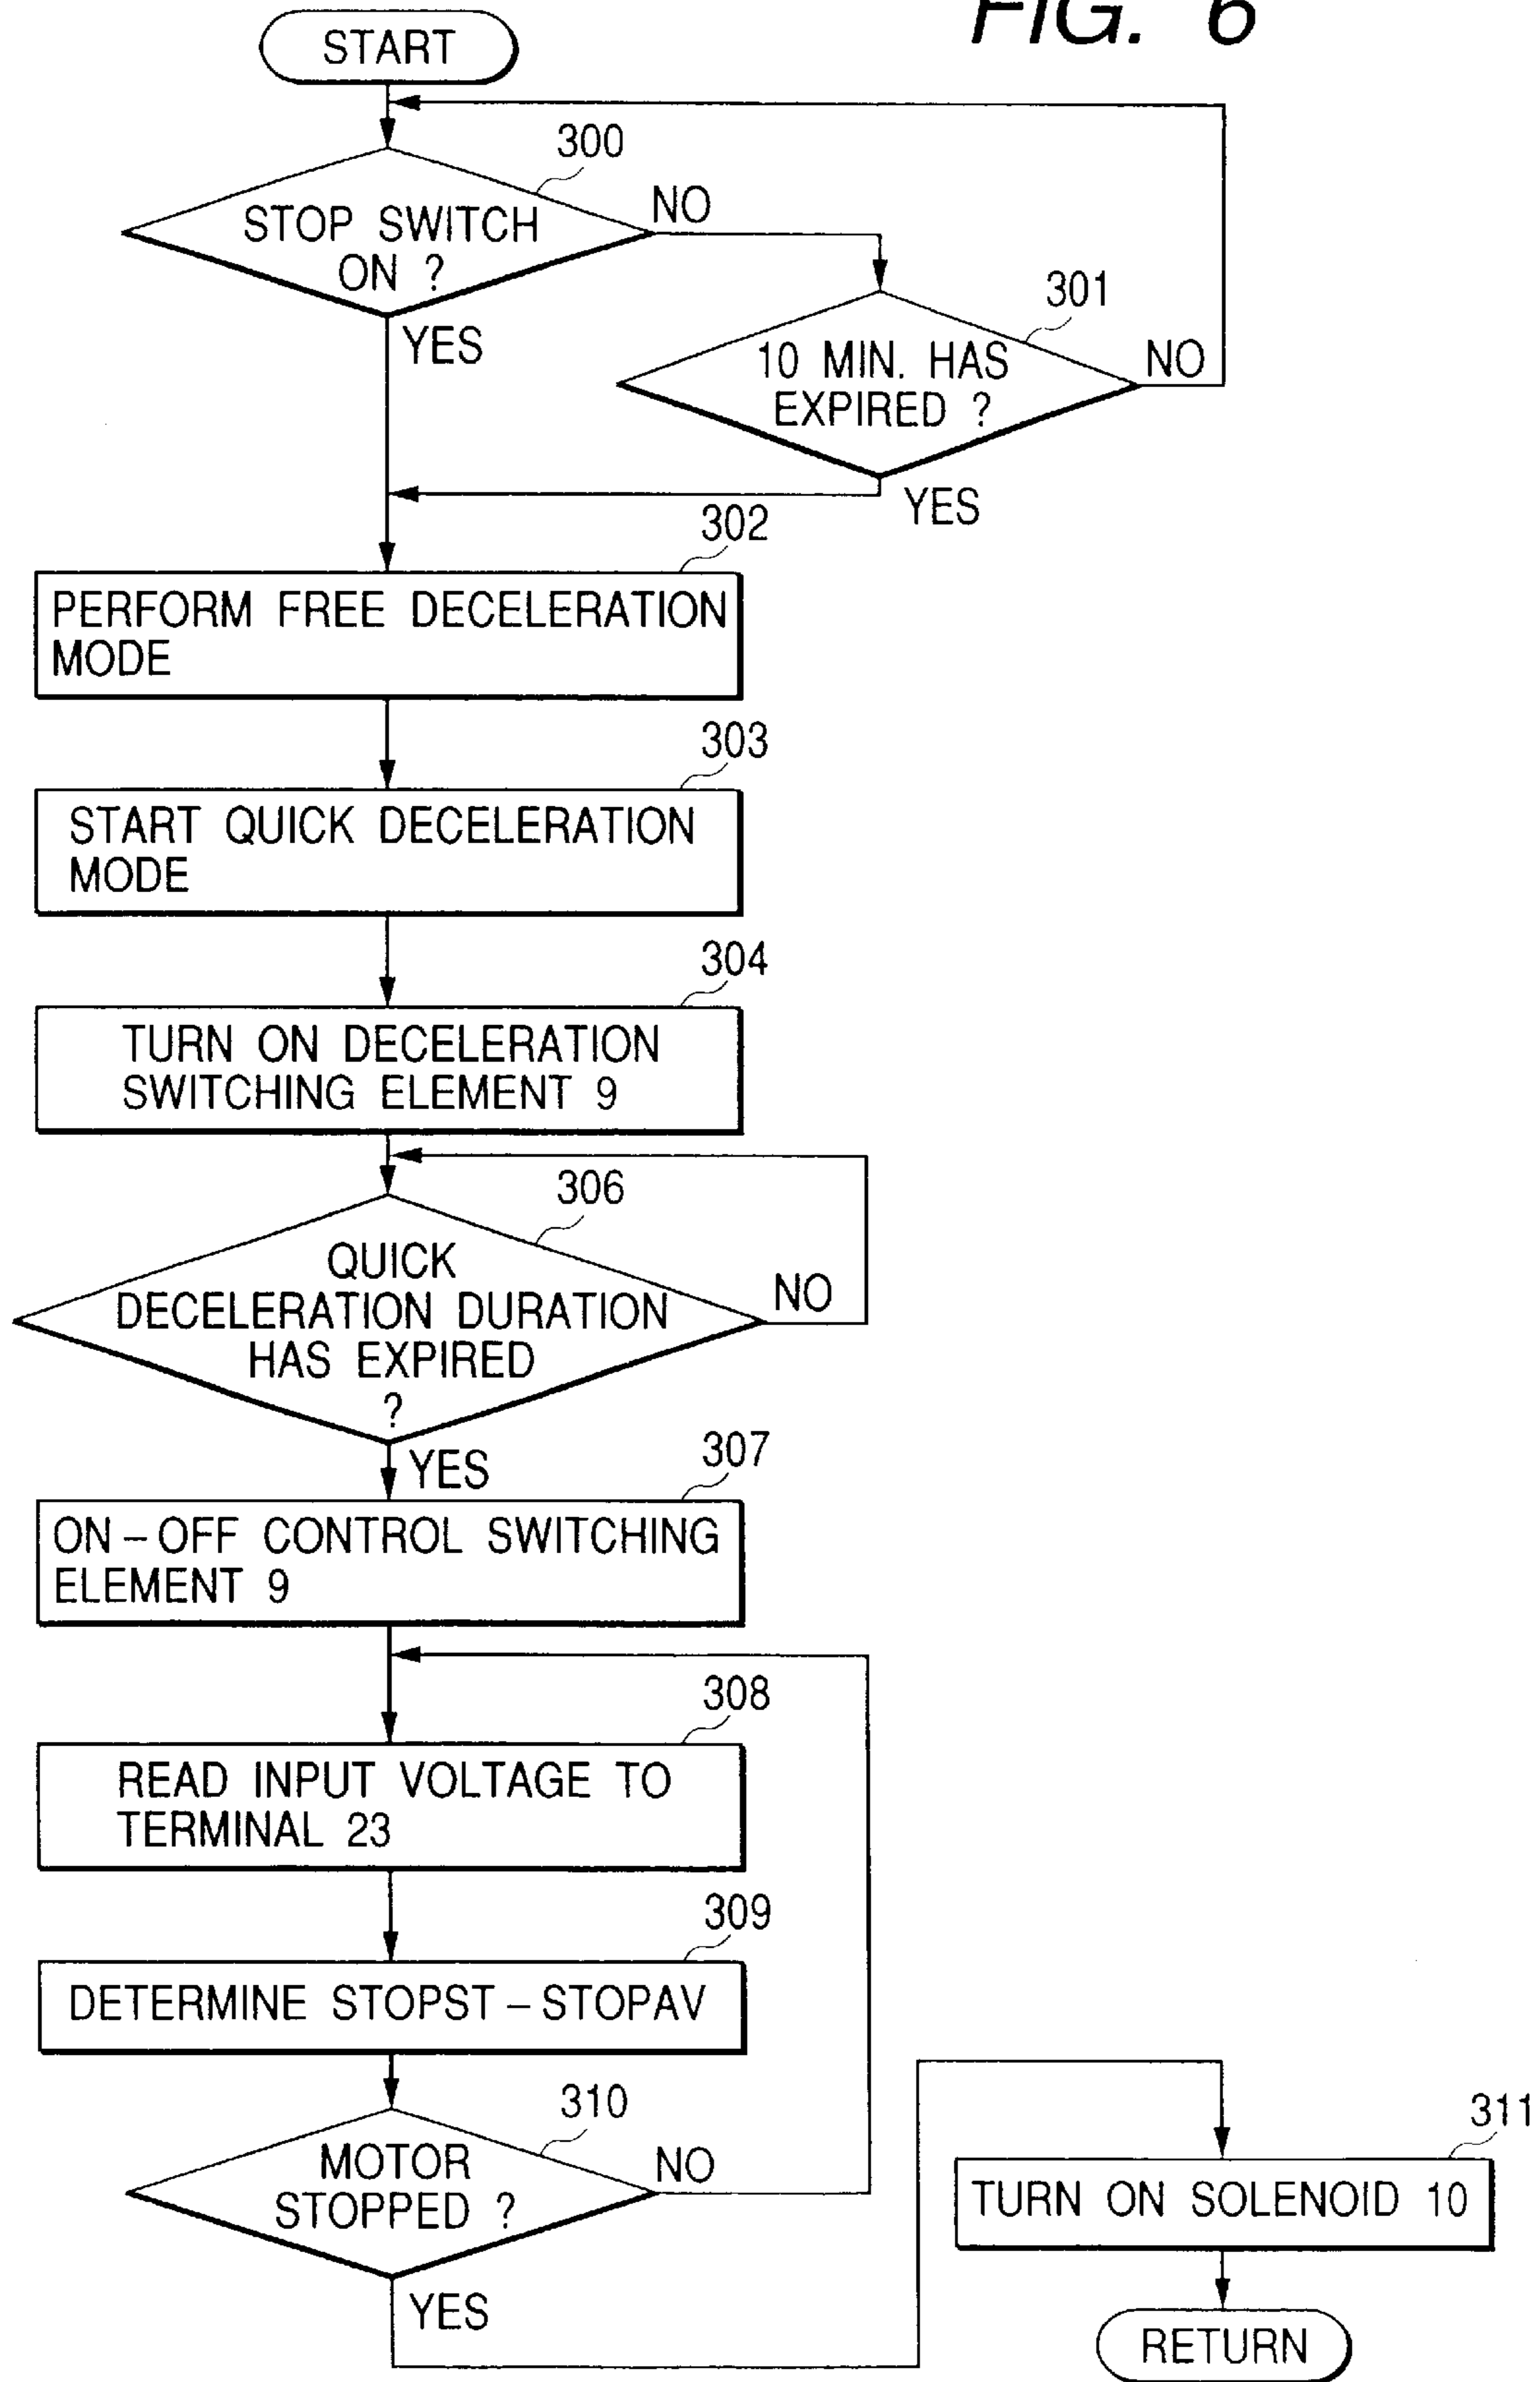 FIG. 6
START
300
STOP SWITCH
ON ?
NO
YES
301
10 MIN. HAS
EXPIRED ?
NO
YES
302
PERFORM FREE DECELERATION
MODE
303
START QUICK DECELERATION
MODE
304
TURN ON DECELERATION
SWITCHING ELEMENT 9
306
QUICK
DECELERATION DURATION
HAS EXPIRED
?
NO
YES
307
ON-OFF CONTROL SWITCHING
ELEMENT 9
308
READ INPUT VOLTAGE TO
TERMINAL 23
309
DETERMINE STOPST-STOPAV
310
MOTOR
STOPPED ?
NO
YES
311
TURN ON SOLENOID 10
RETURN